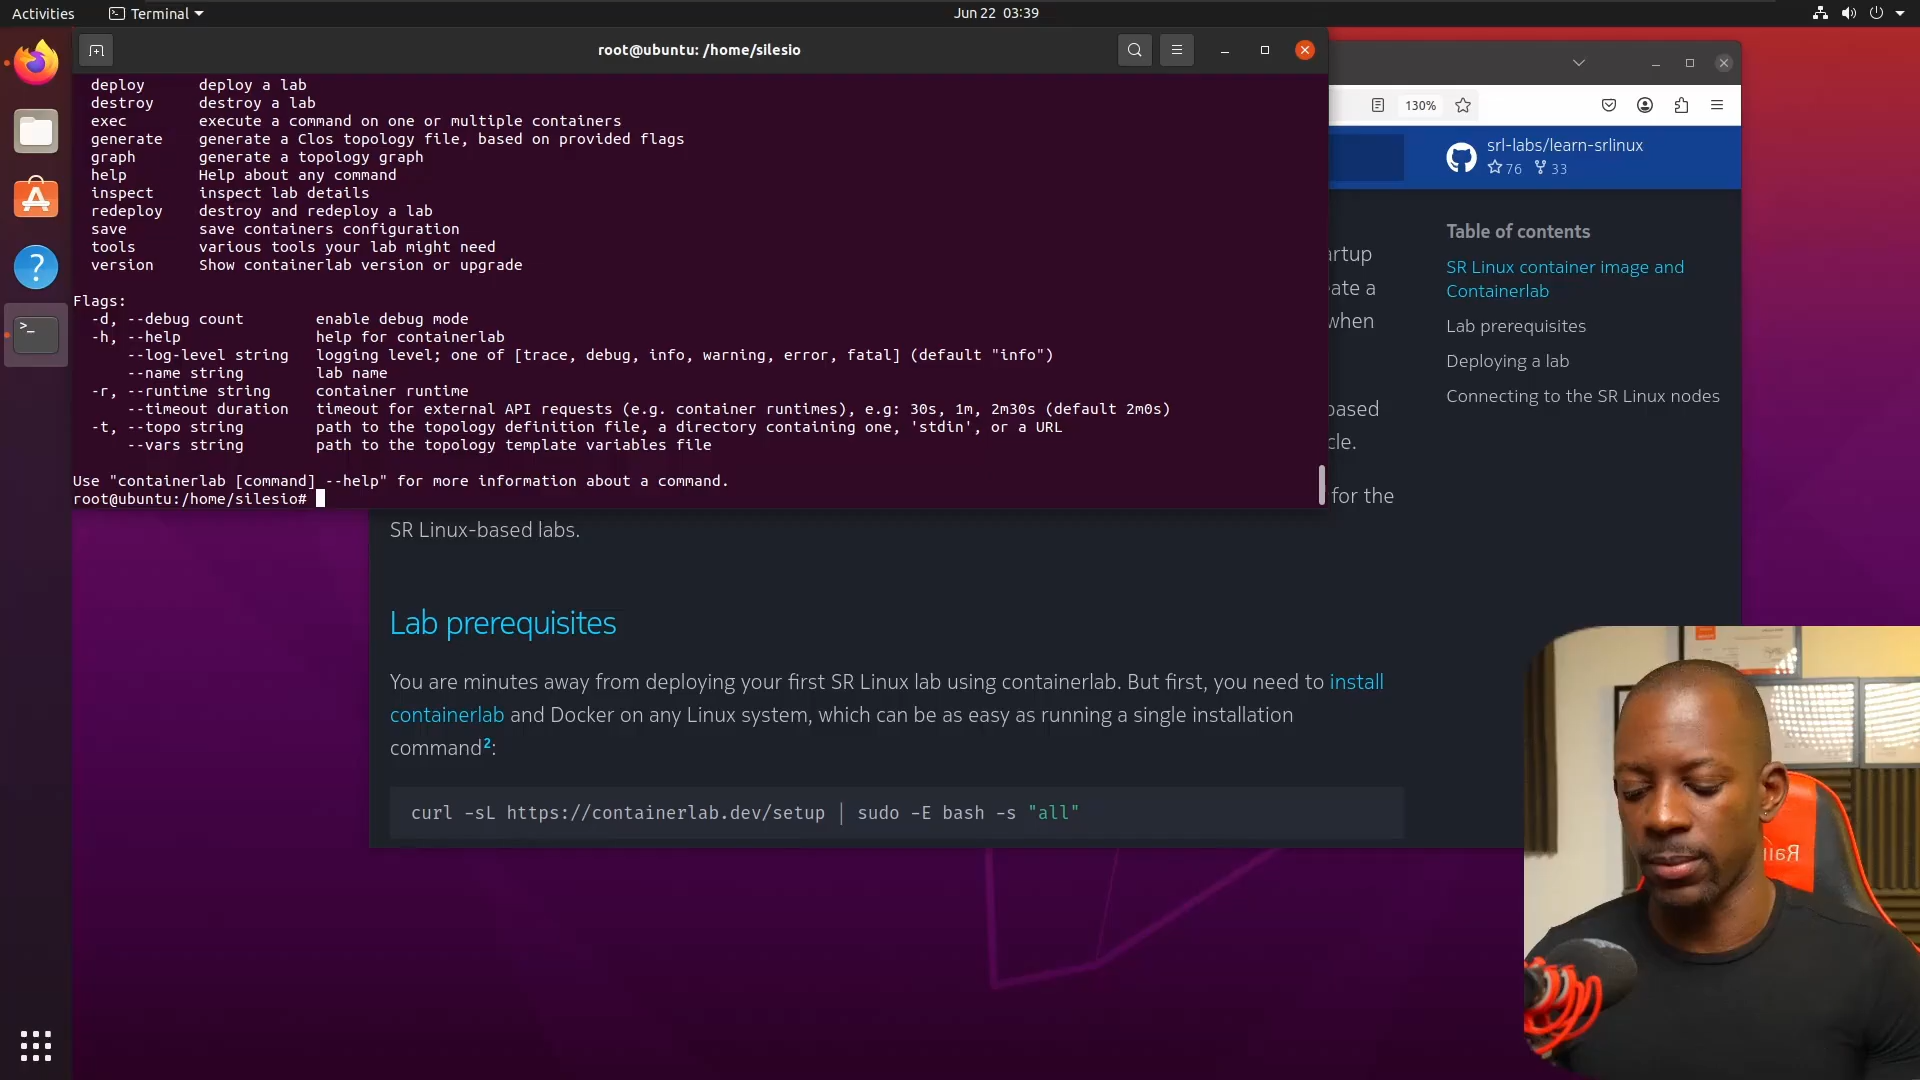 Activities
Terminal
Jun 22 03:39
root@ubuntu: /home/silesio
deploy deploy a lab
destroy destroy a lab
exec execute a command on one or multiple containers
generate generate a Clos topology file, based on provided flags
graph generate a topology graph
help Help about any command
inspect inspect lab details
redeploy destroy and redeploy a lab
save save containers configuration
tools various tools your lab might need
version Show containerlab version or upgrade
Flags:
-d, --debug count enable debug mode
-h, --help help for containerlab
--log-level string logging level; one of [trace, debug, info, warning, error, fatal] (default "info")
--name string lab name
-r, --runtime string container runtime
--timeout duration timeout for external API requests (e.g. container runtimes), e.g: 30s, 1m, 2m30s (default 2m0s)
-t, --topo string path to the topology definition file, a directory containing one, 'stdin', or a URL
--vars string path to the topology template variables file
Use "containerlab [command] --help" for more information about a command.
root@ubuntu:/home/silesio#
130%
srl-labs/learn-srlinux
76 33
Table of contents
SR Linux container image and
Containerlab
Lab prerequisites
Deploying a lab
Connecting to the SR Linux nodes
artup
ate a
when
based
cle.
for the
SR Linux-based labs.
Lab prerequisites
You are minutes away from deploying your first SR Linux lab using containerlab. But first, you need to install
containerlab and Docker on any Linux system, which can be as easy as running a single installation
command2:
curl -sL https://containerlab.dev/setup | sudo -E bash -s "all"